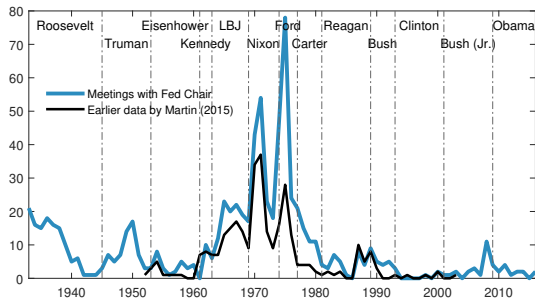 80
Roosevelt Eisenhower LBJ Ford Reagan Clinton Obama
Truman Kennedy Nixon Carter Bush Bush (Jr.)
70
60
Meetings with Fed Chair
Earlier data by Martin (2015)
50
40
30
20
10
0
1940 1950 1960 1970 1980 1990 2000 2010